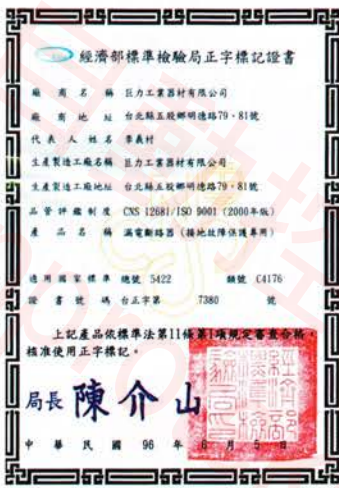 經濟部標準檢驗局正字標記證書
廠商名稱 巨力工業器材有限公司
廠商地址 台北縣五股鄉明德路79、81號
代表人姓名 李義村
生產製造工廠名稱 巨力工業器材有限公司
生產製造工廠地址 台北縣五股鄉明德路79、81號
品管評鑑制度 CNS 12681/ISO 9001 (2000年版)
產品名稱 漏電斷路器(接地故障保護專用)
適用國家標準 總號 5422 類號 C4176
證書號碼 台正字第 7380 號
上記產品依標準法第11條第1項規定審查合格,
核准使用正字標記。
局長 陳介山
中華民國 96 年 6 月 5 日